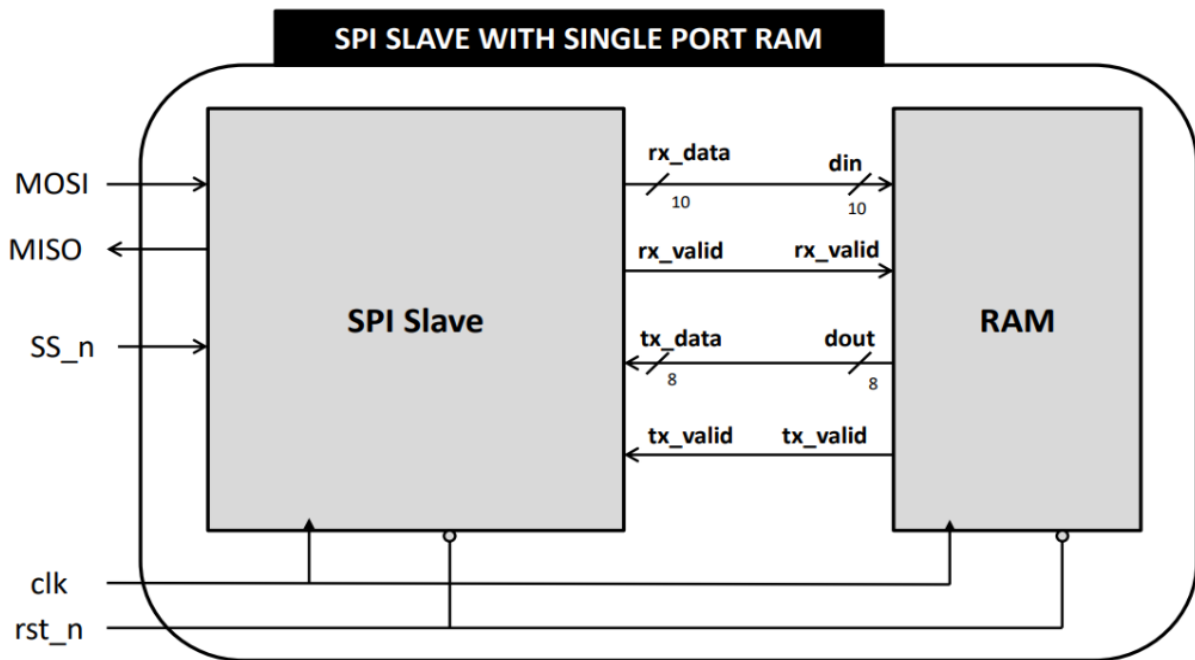 SPI SLAVE WITH SINGLE PORT RAM
rx_data
din
MOSI
10
10
MISO
rx_valid
rx_valid
SPI Slave
RAM
SS_n
tx_data
dout
8
8
tx_valid
tx_valid
clk
rst_n